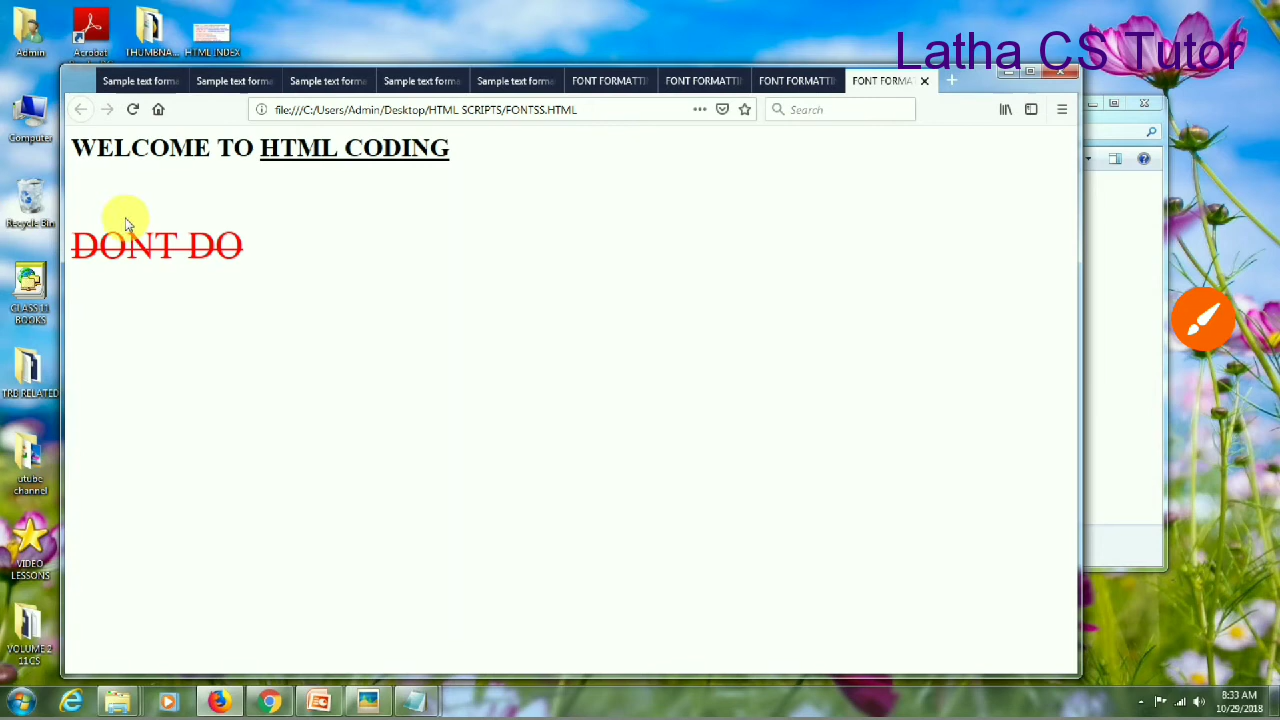 Latha CS Tutor
Admin
Acrobat
THUMBNA...
HTML INDEX
Sample text forma
Sample text forma
Sample text forma
Sample text forma
Sample text forma
FONT FORMATTI
FONT FORMATTI
FONT FORMATTI
FONT FORMA
file:///C:/Users/Admin/Desktop/HTML SCRIPTS/FONTSS.HTML
Search
WELCOME TO HTML CODING
DONT DO
Computer
Recycle Bin
CLASS 11
BOOKS
TRB RELATED
utube
channel
VIDEO
LESSONS
VOLUME 2
11CS
8:33 AM
10/29/2018